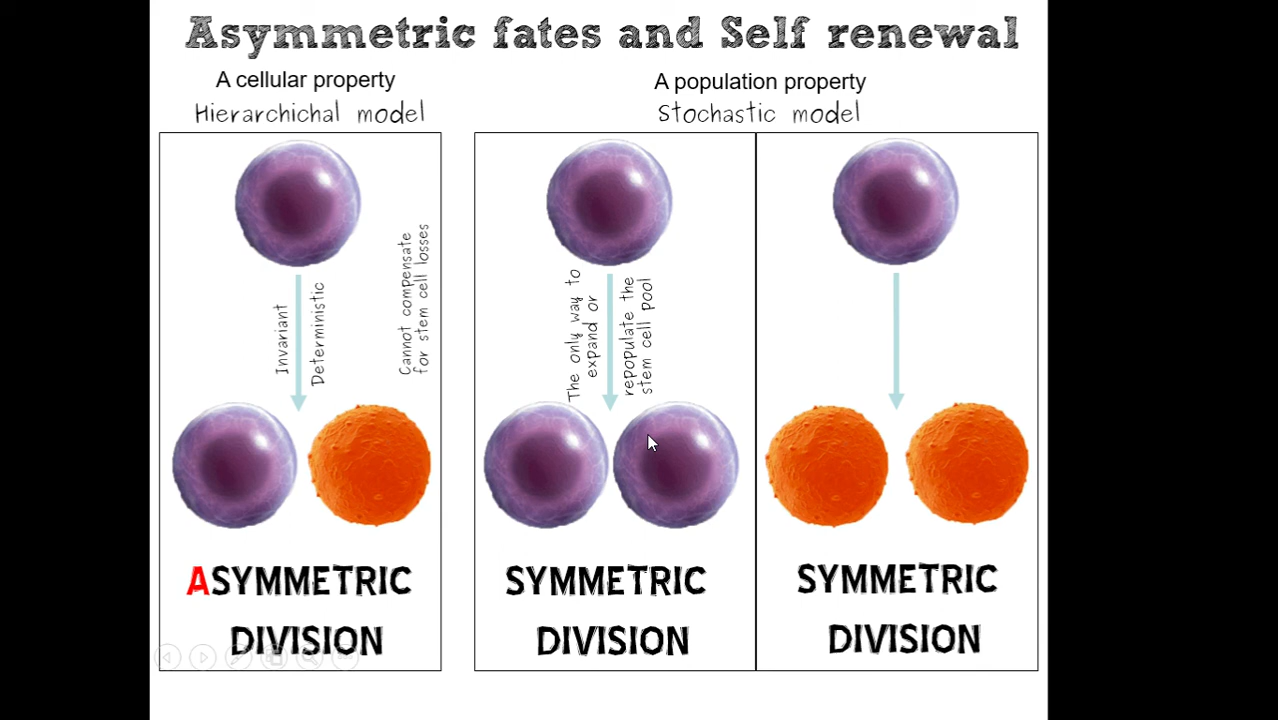 Asymmetric fates and Self renewal
A cellular property
Hierarchichal model
A population property
Stochastic model
Invariant
Deterministic
Cannot compensate
for stem cell losses
The only way to
expand or
repopulate the
stem cell pool
ASYMMETRIC
DIVISION
SYMMETRIC
DIVISION
SYMMETRIC
DIVISION